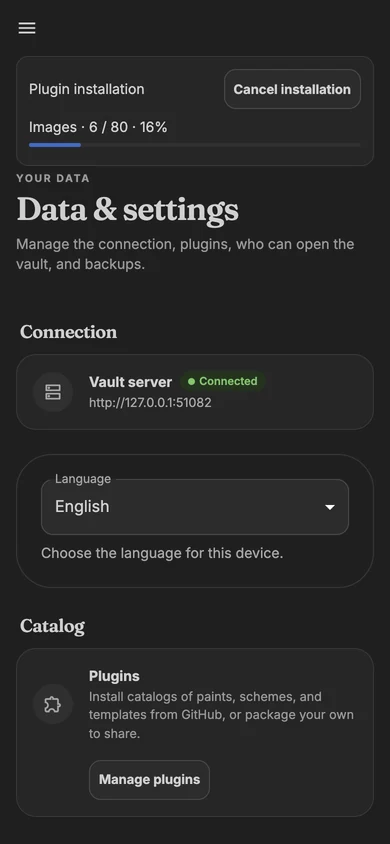 Plugin installation
Cancel installation
Images · 6 / 80 · 16%
YOUR DATA
Data & settings
Manage the connection, plugins, who can open the
vault, and backups.
Connection
Vault server
Connected
http://127.0.0.1:51082
Language
English
Choose the language for this device.
Catalog
Plugins
Install catalogs of paints, schemes, and
templates from GitHub, or package your own
to share.
Manage plugins